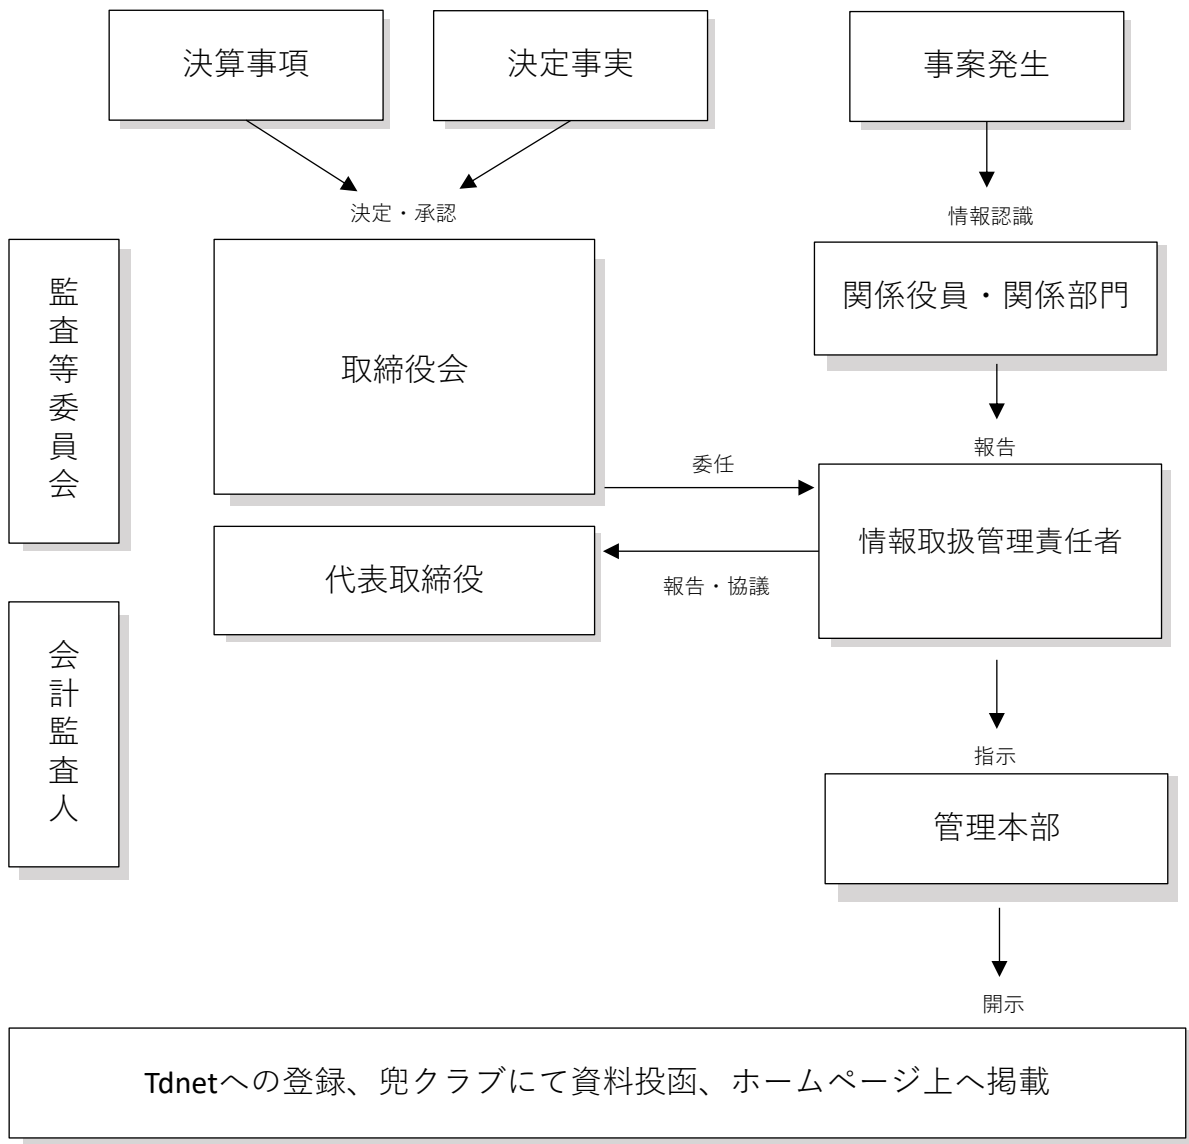 決算事項
決定事実
事案発生
決定・承認
情報認識
監査等委員会
取締役会
関係役員・関係部門
報告
委任
情報取扱管理責任者
代表取締役
報告・協議
会計監査人
指示
管理本部
開示
Tdnetへの登録、兜クラブにて資料投函、ホームページ上へ掲載